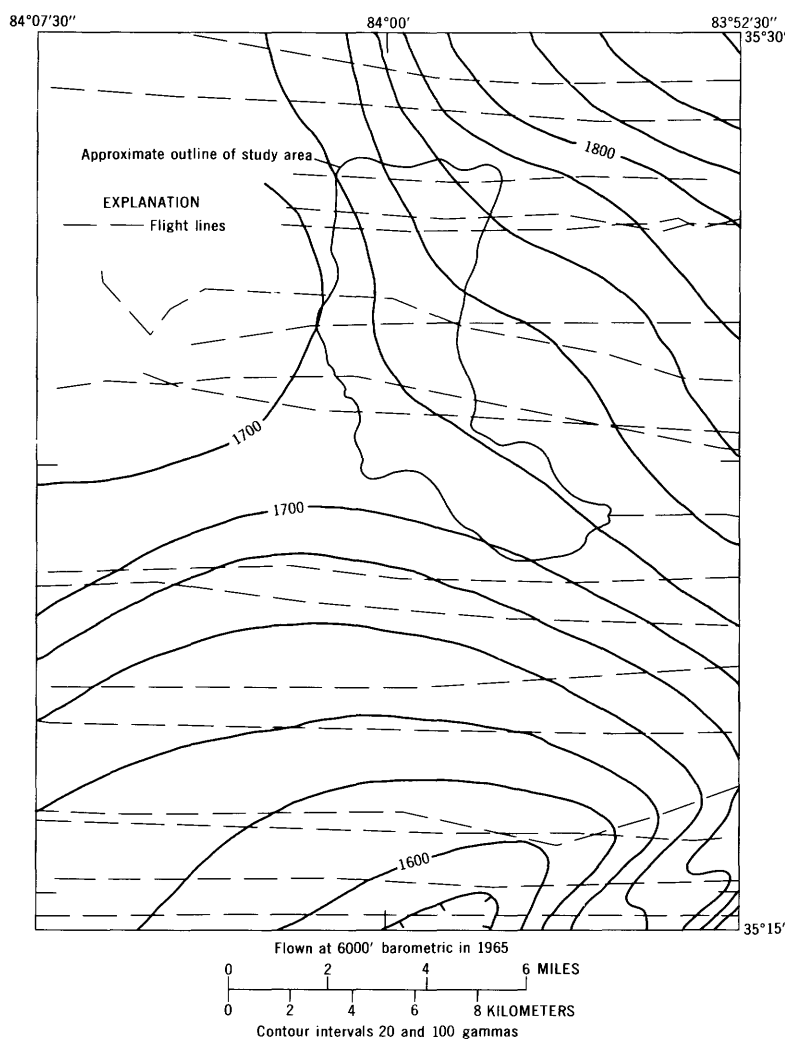 84°07'30"
84°00'
83°52'30"
35°30'
1800
Approximate outline of study area
EXPLANATION
Flight lines
1700
1700
1600
35°15'
Flown at 6000' barometric in 1965
0 2 4 6 MILES
0 2 4 6 8 KILOMETERS
Contour intervals 20 and 100 gammas